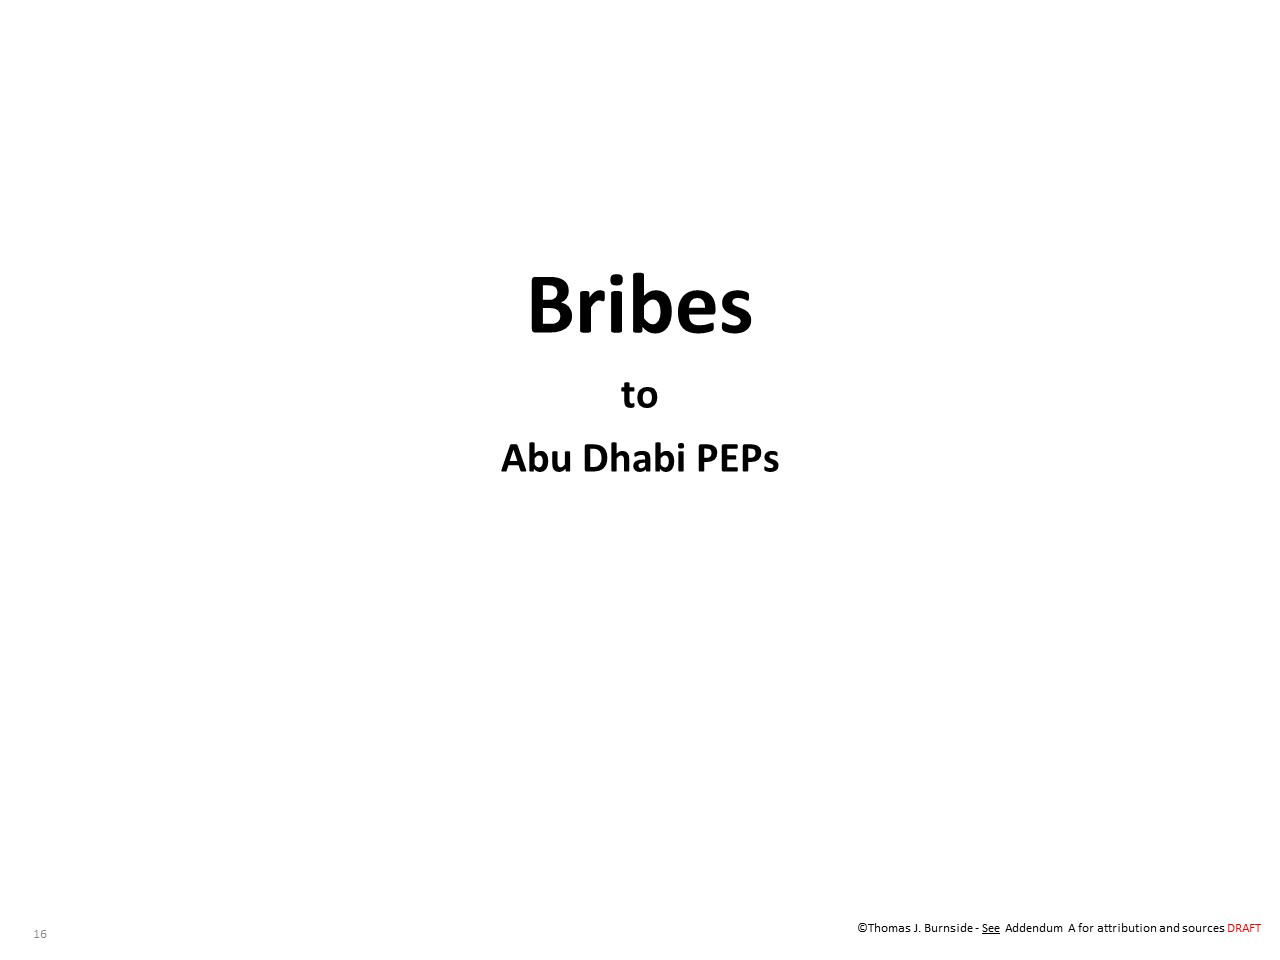 Bribes
to
Abu Dhabi PEPs
16
©Thomas J. Burnside - See Addendum A for attribution and sources DRAFT